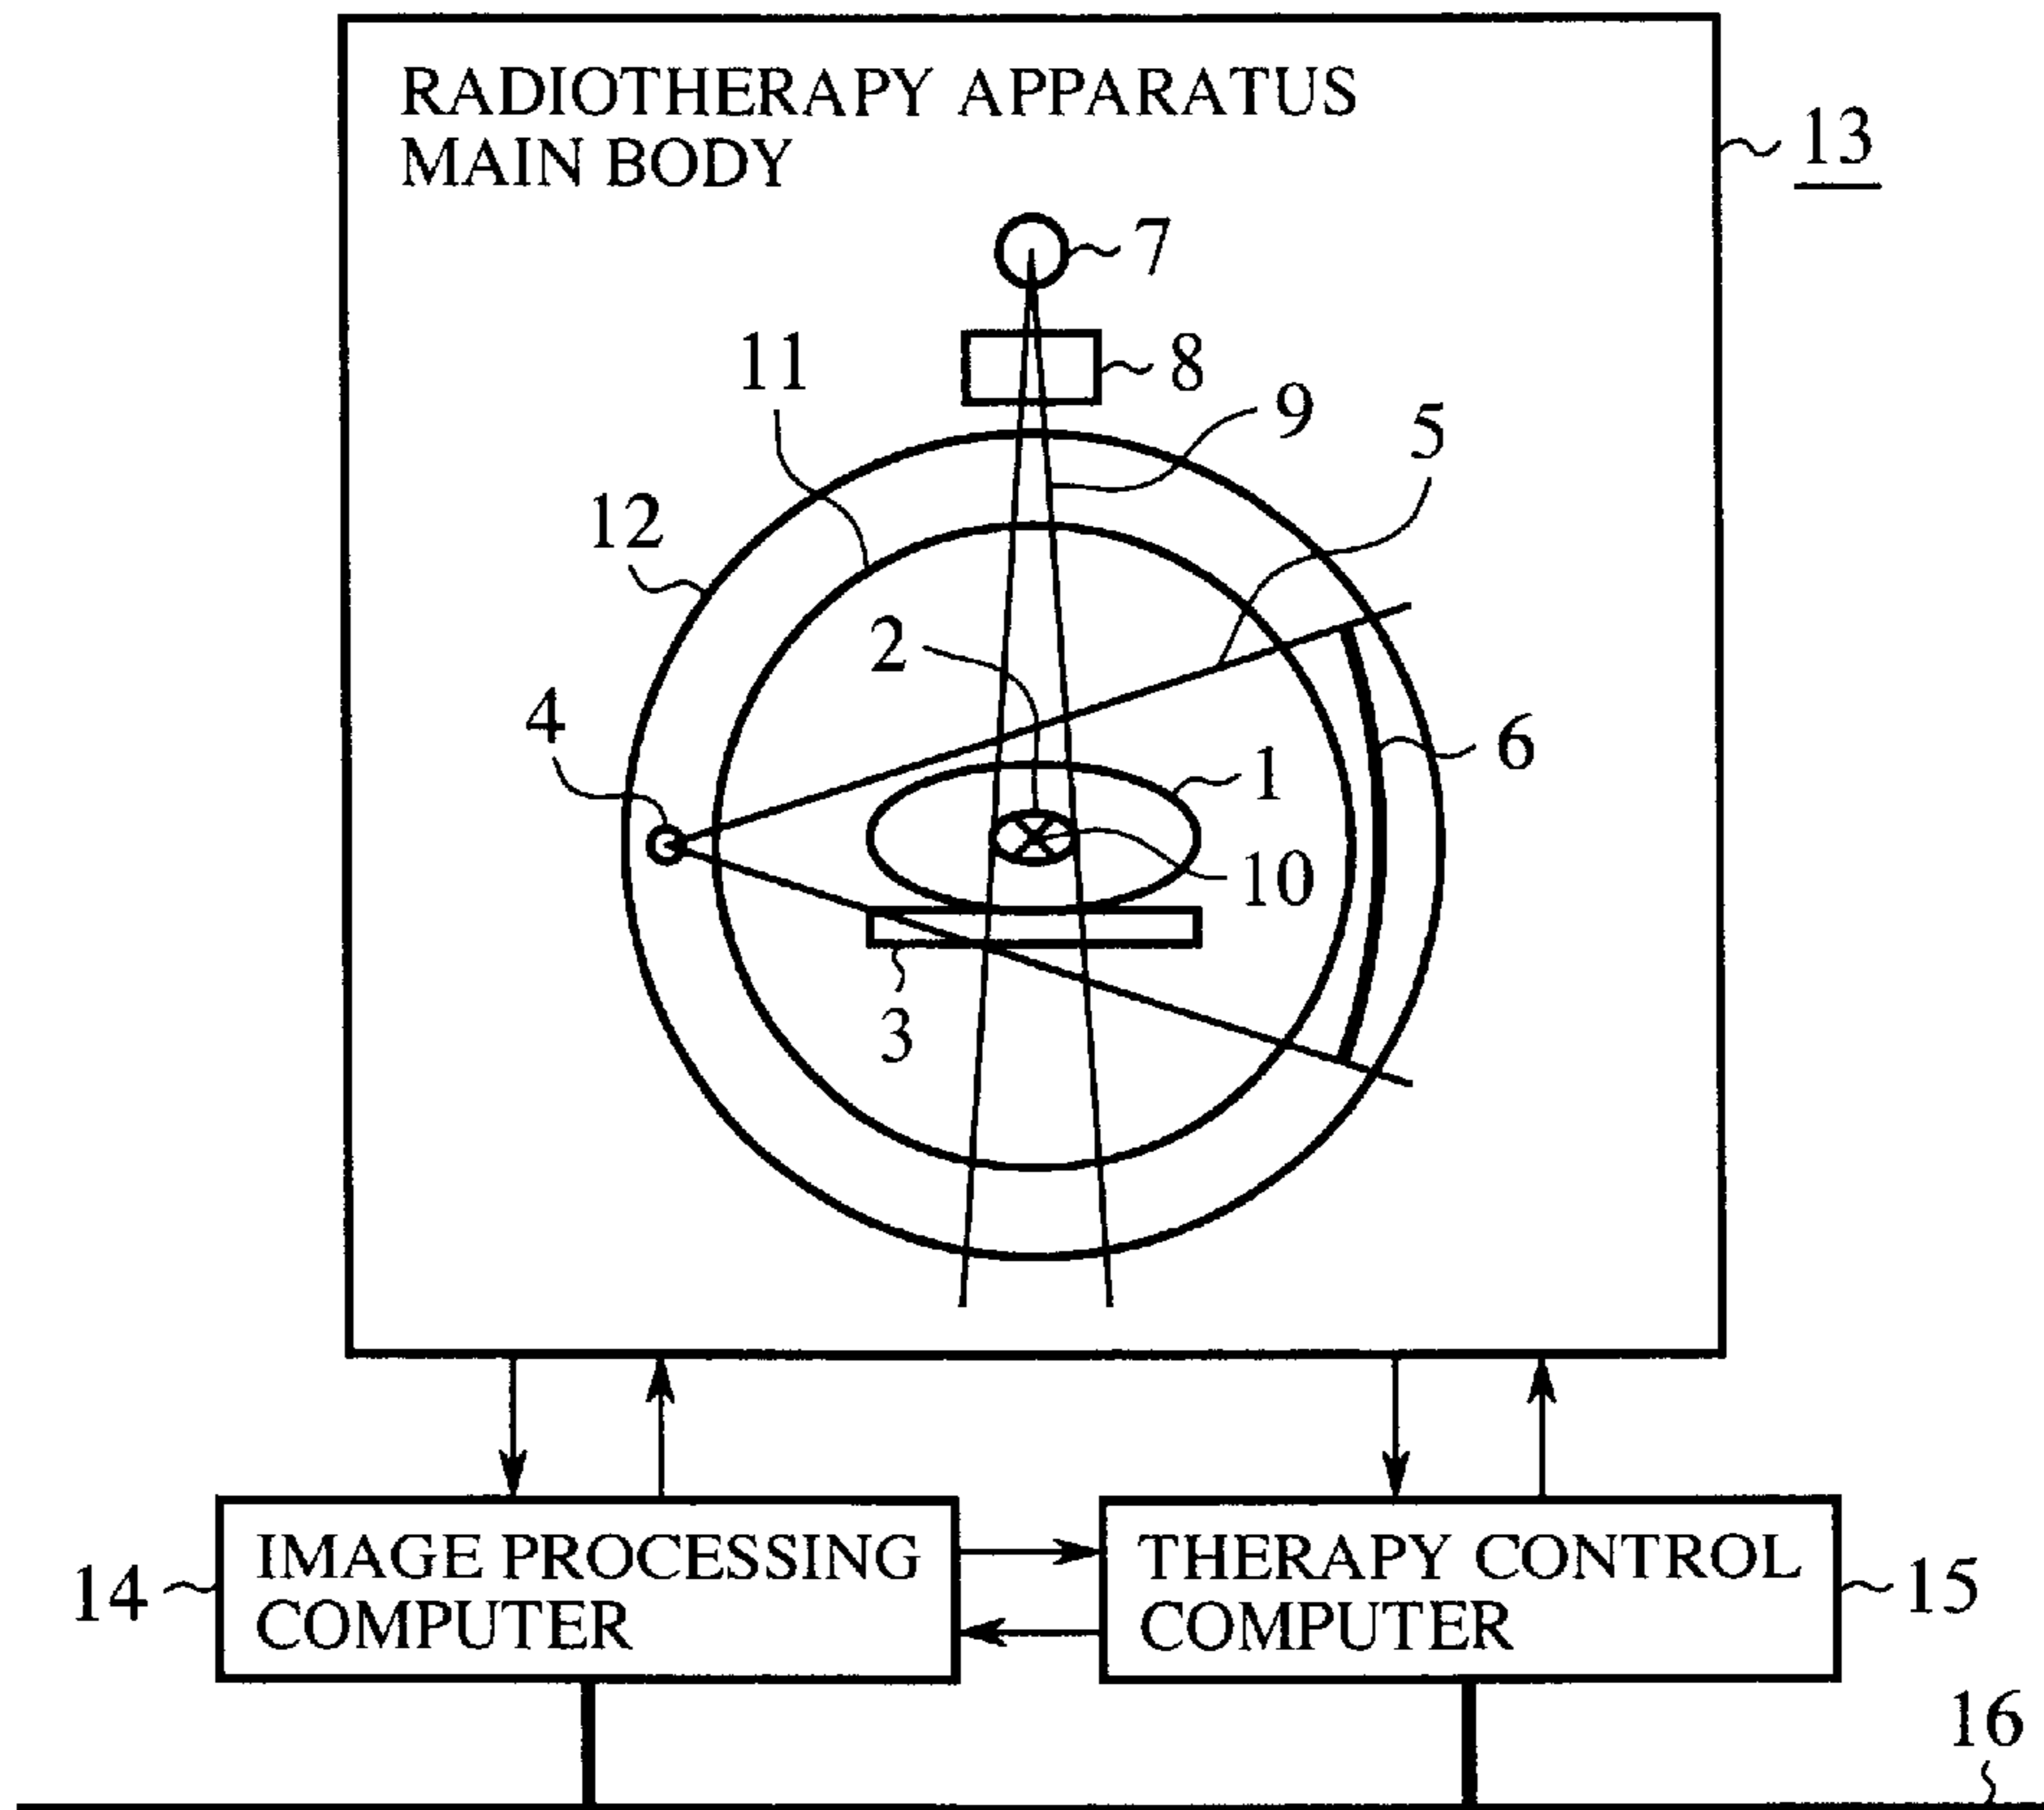 RADIOTHERAPY APPARATUS
MAIN BODY
13
7
8
11
9
5
12
2
4
6
1
10
3
IMAGE PROCESSING
COMPUTER
14
THERAPY CONTROL
COMPUTER
15
16